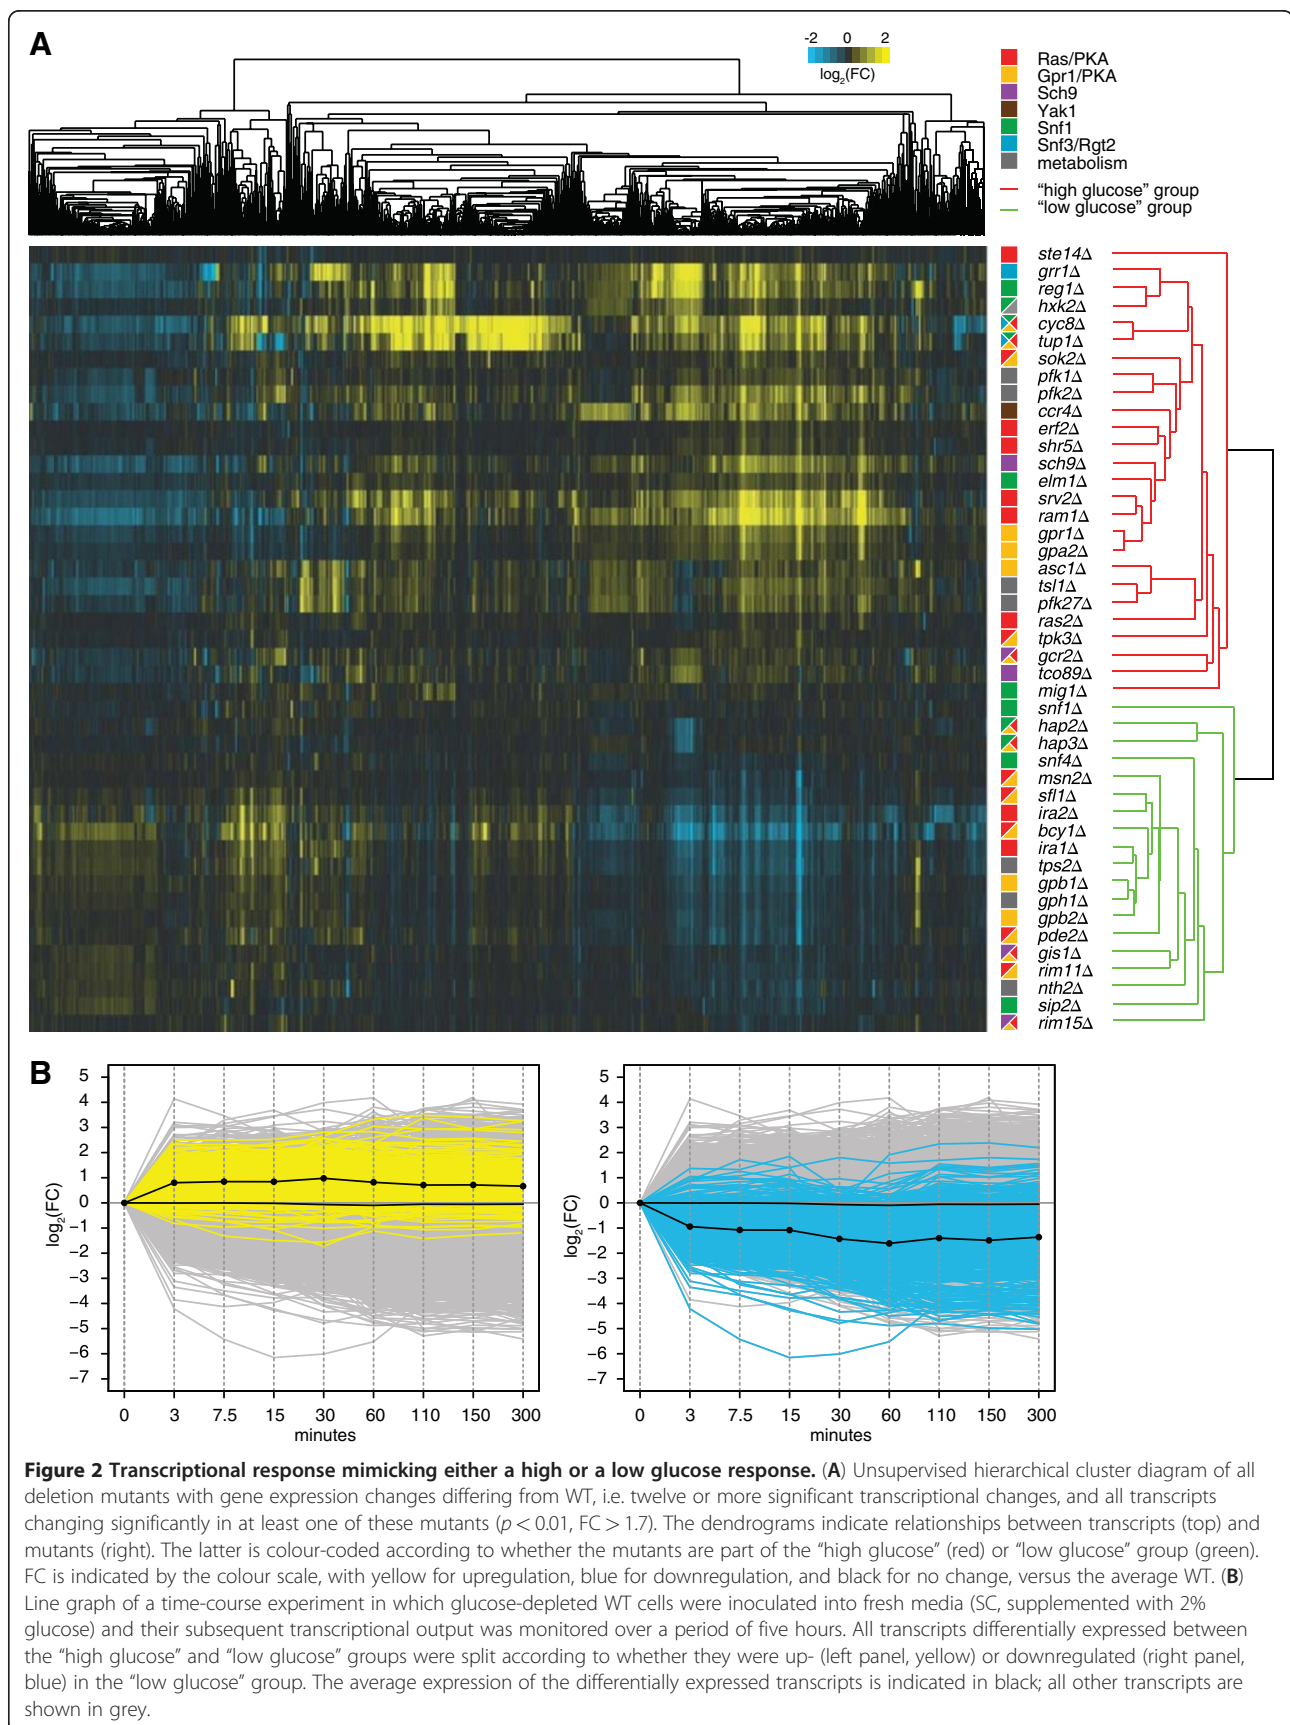 A
-2 0 2
log2(FC)
Ras/PKA
Gpr1/PKA
Sch9
Yak1
Snf1
Snf3/Rgt2
metabolism
“high glucose” group
“low glucose” group
ste14Δ
grr1Δ
reg1Δ
hxk2Δ
cyc8Δ
tup1Δ
sok2Δ
pfk1Δ
pfk2Δ
ccr4Δ
erf2Δ
shr5Δ
sch9Δ
elm1Δ
srv2Δ
ram1Δ
gpr1Δ
gpa2Δ
asc1Δ
tsl1Δ
pfk27Δ
ras2Δ
tpk3Δ
gcr2Δ
tco89Δ
mig1Δ
snf1Δ
hap2Δ
hap3Δ
snf4Δ
msn2Δ
sfl1Δ
ira2Δ
bcy1Δ
ira1Δ
tps2Δ
gpb1Δ
gph1Δ
gpb2Δ
pde2Δ
gis1Δ
rim11Δ
nth2Δ
sip2Δ
rim15Δ
B
5
4
3
2
1
0
−1
−2
−3
−4
−5
−6
−7
log2(FC)
0 3 7.5 15 30 60 110 150 300
minutes
5
4
3
2
1
0
−1
−2
−3
−4
−5
−6
−7
log2(FC)
0 3 7.5 15 30 60 110 150 300
minutes
Figure 2 Transcriptional response mimicking either a high or a low glucose response. (A) Unsupervised hierarchical cluster diagram of all
deletion mutants with gene expression changes differing from WT, i.e. twelve or more significant transcriptional changes, and all transcripts
changing significantly in at least one of these mutants (p < 0.01, FC > 1.7). The dendrograms indicate relationships between transcripts (top) and
mutants (right). The latter is colour-coded according to whether the mutants are part of the “high glucose” (red) or “low glucose” group (green).
FC is indicated by the colour scale, with yellow for upregulation, blue for downregulation, and black for no change, versus the average WT. (B)
Line graph of a time-course experiment in which glucose-depleted WT cells were inoculated into fresh media (SC, supplemented with 2%
glucose) and their subsequent transcriptional output was monitored over a period of five hours. All transcripts differentially expressed between
the “high glucose” and “low glucose” groups were split according to whether they were up- (left panel, yellow) or downregulated (right panel,
blue) in the “low glucose” group. The average expression of the differentially expressed transcripts is indicated in black; all other transcripts are
shown in grey.